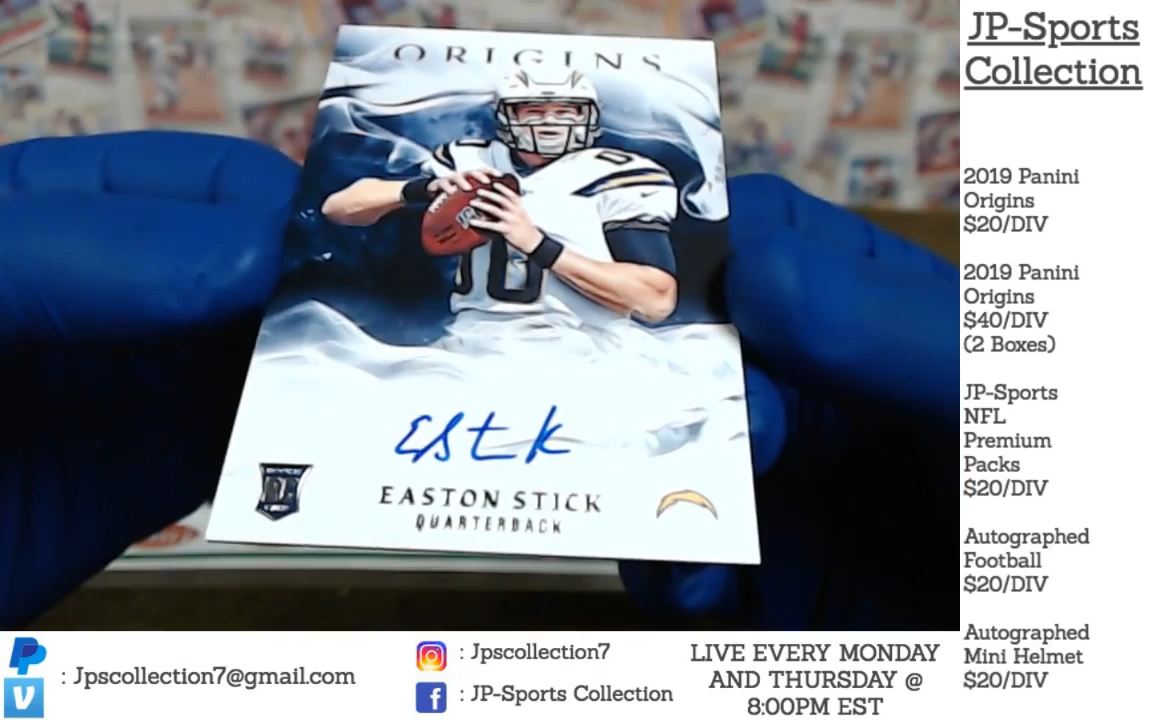 ORIGINS
EASTON STICK
QUARTERBACK
JP-Sports
Collection
2019 Panini
Origins
$20/DIV
2019 Panini
Origins
$40/DIV
(2 Boxes)
JP-Sports
NFL
Premium
Packs
$20/DIV
Autographed
Football
$20/DIV
Autographed
Mini Helmet
$20/DIV
: Jpscollection7@gmail.com
: Jpscollection7
: JP-Sports Collection
LIVE EVERY MONDAY
AND THURSDAY @
8:00PM EST